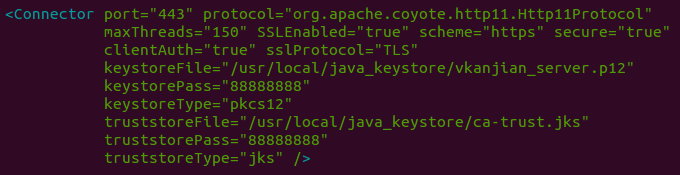 <Connector port="443" protocol="org.apache.coyote.http11.Http11Protocol"
maxThreads="150" SSLEnabled="true" scheme="https" secure="true"
clientAuth="true" sslProtocol="TLS"
keystoreFile="/usr/local/java_keystore/vkanjian_server.p12"
keystorePass="88888888"
keystoreType="pkcs12"
truststoreFile="/usr/local/java_keystore/ca-trust.jks"
truststorePass="88888888"
truststoreType="jks" />